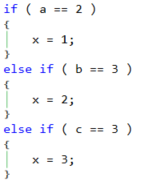 if ( a == 2 )
{
    x = 1;
}
else if ( b == 3 )
{
    x = 2;
}
else if ( c == 3 )
{
    x = 3;
}